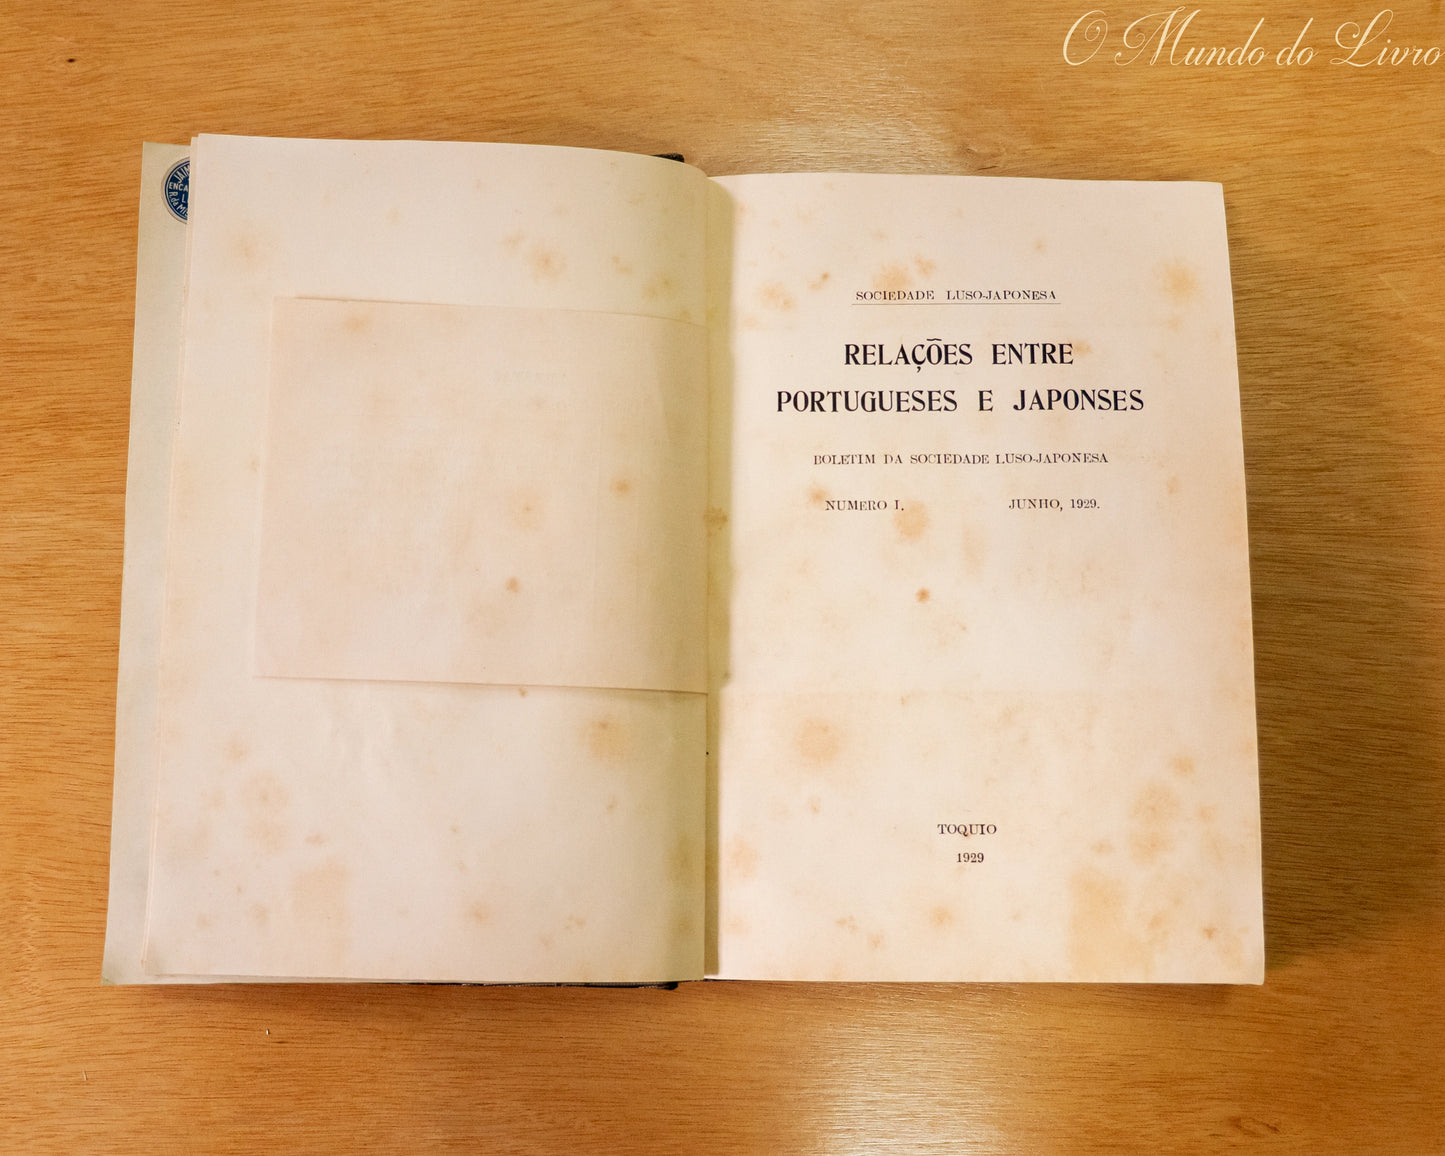 O Mundo do Livro
SOCIEDADE LUSO-JAPONESA
RELAÇÕES ENTRE
PORTUGUESES E JAPONSES
BOLETIM DA SOCIEDADE LUSO-JAPONESA
NUMERO I. JUNHO, 1929.
TOQUIO
1929